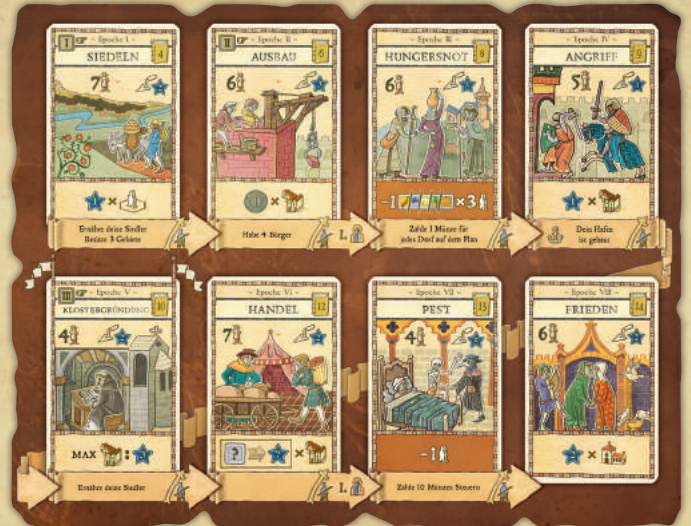 I
- Epoche I -
SIEDELN
4
7
Ernähre deine Siedler
Besitze 3 Gebiete
II
- Epoche II -
AUSBAU
6
6
1
×
Habe 4 Bürger
I.
- Epoche III -
HUNGERSNOT
8
6
-1
×3
Zahle 1 Münze für
jedes Dorf auf dem Plan
- Epoche IV -
ANGRIFF
9
5
×
Dein Hafen
ist gebaut
III
- Epoche V -
KLOSTERGRÜNDUNG
10
4
MAX
:
Ernähre deine Siedler
- Epoche VI -
HANDEL
12
7
?
×
I.
- Epoche VII -
PEST
13
4
-1
Zahle 10 Münzen Steuern
- Epoche VIII -
FRIEDEN
14
6
×